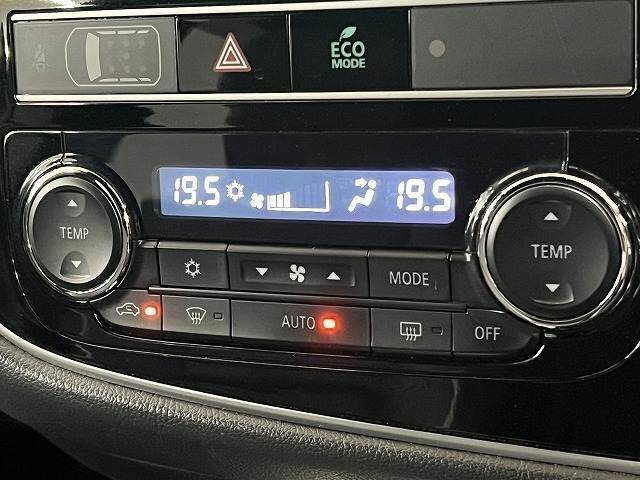 ECO
MODE
19.5 19.5
TEMP
TEMP
MODE
AUTO
OFF